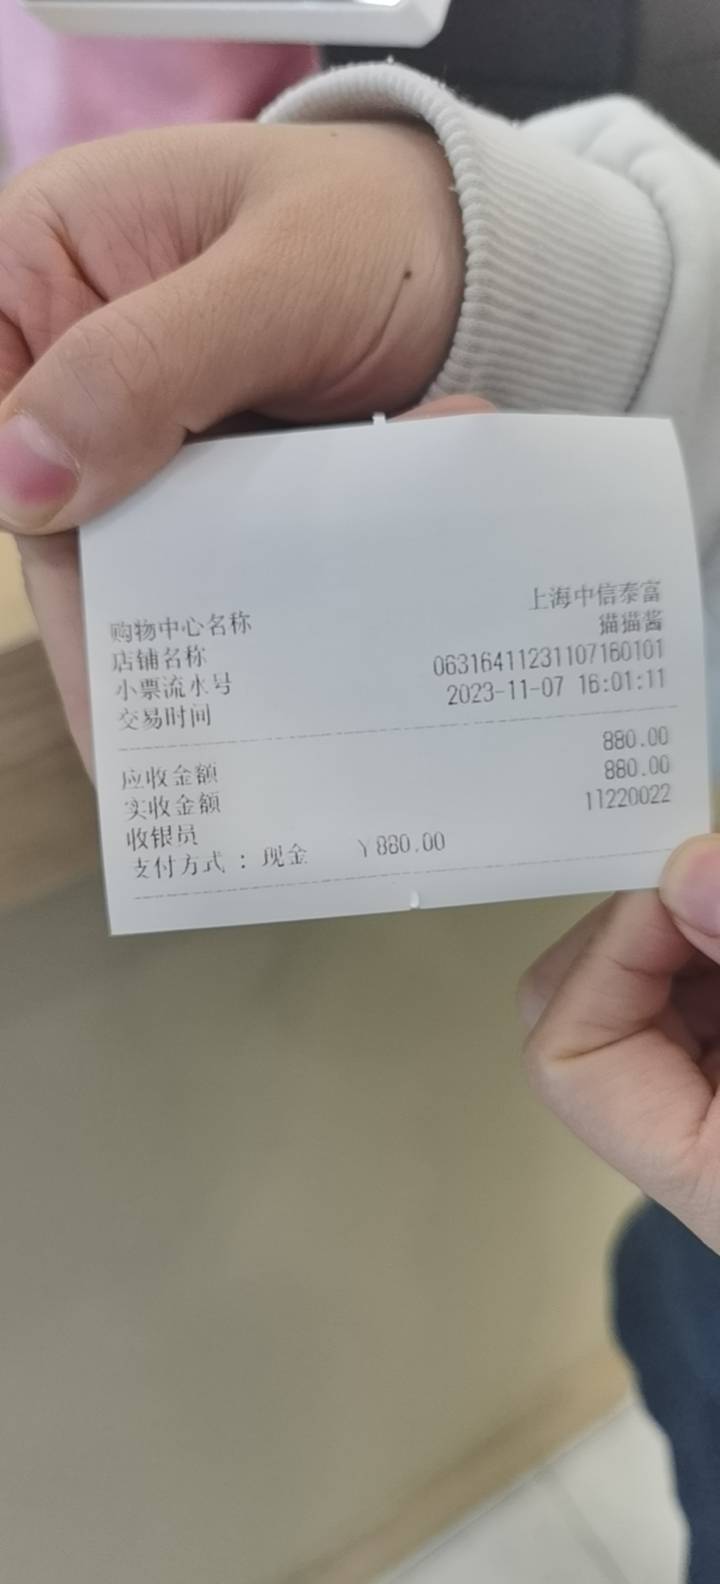 购物中心名称 上海中信泰富
店铺名称 猫猫酱
小票流水号 06316411231107160101
交易时间 2023-11-07 16:01:11
应收金额 880.00
实收金额 880.00
收银员 11220022
支付方式 : 现金 ¥880.00